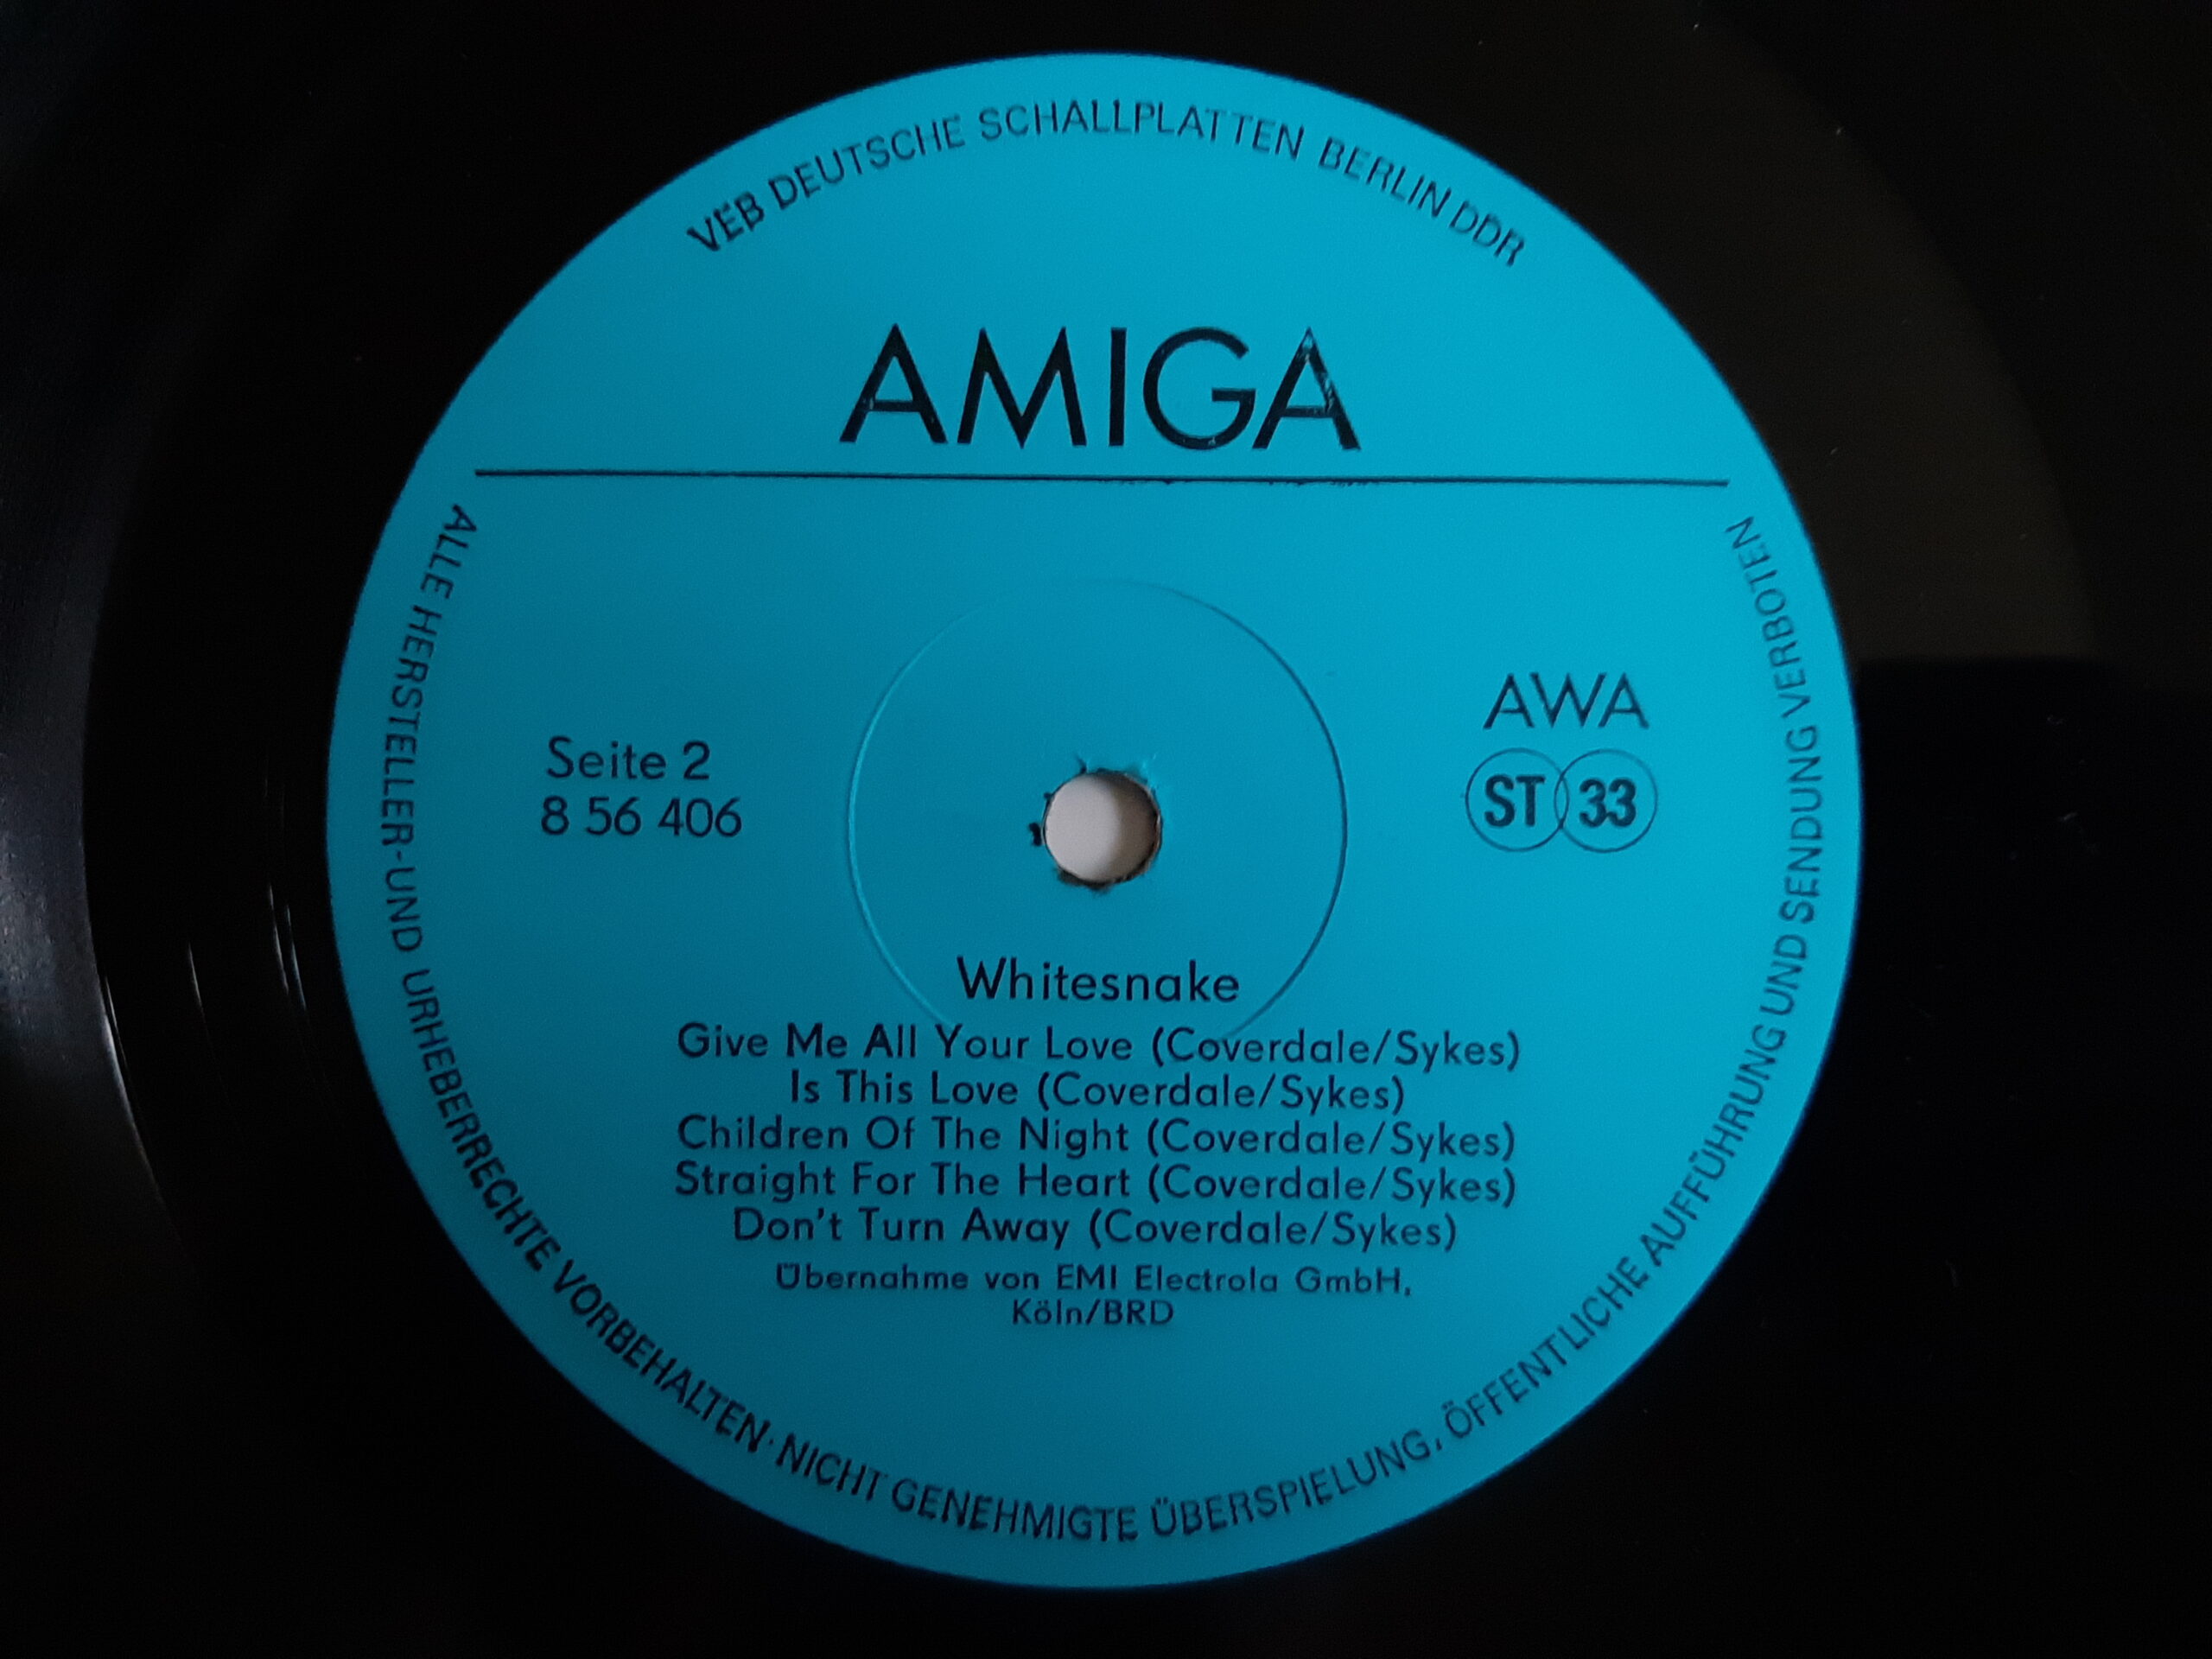 VEB DEUTSCHE SCHALLPLATTEN BERLIN DDR
AMIGA
Seite 2
8 56 406
AWA
ST 33
Whitesnake
Give Me All Your Love (Coverdale/Sykes)
Is This Love (Coverdale/Sykes)
Children Of The Night (Coverdale/Sykes)
Straight For The Heart (Coverdale/Sykes)
Don't Turn Away (Coverdale/Sykes)
Übernahme von EMI Electrola GmbH,
Köln/BRD
ALLE HERSTELLER-UND URHEBERRECHTE VORBEHALTEN· NICHT GENEHMIGTE ÜBERSPIELUNG, ÖFFENTLICHE AUFFÜHRUNG UND SENDUNG VERBOTEN